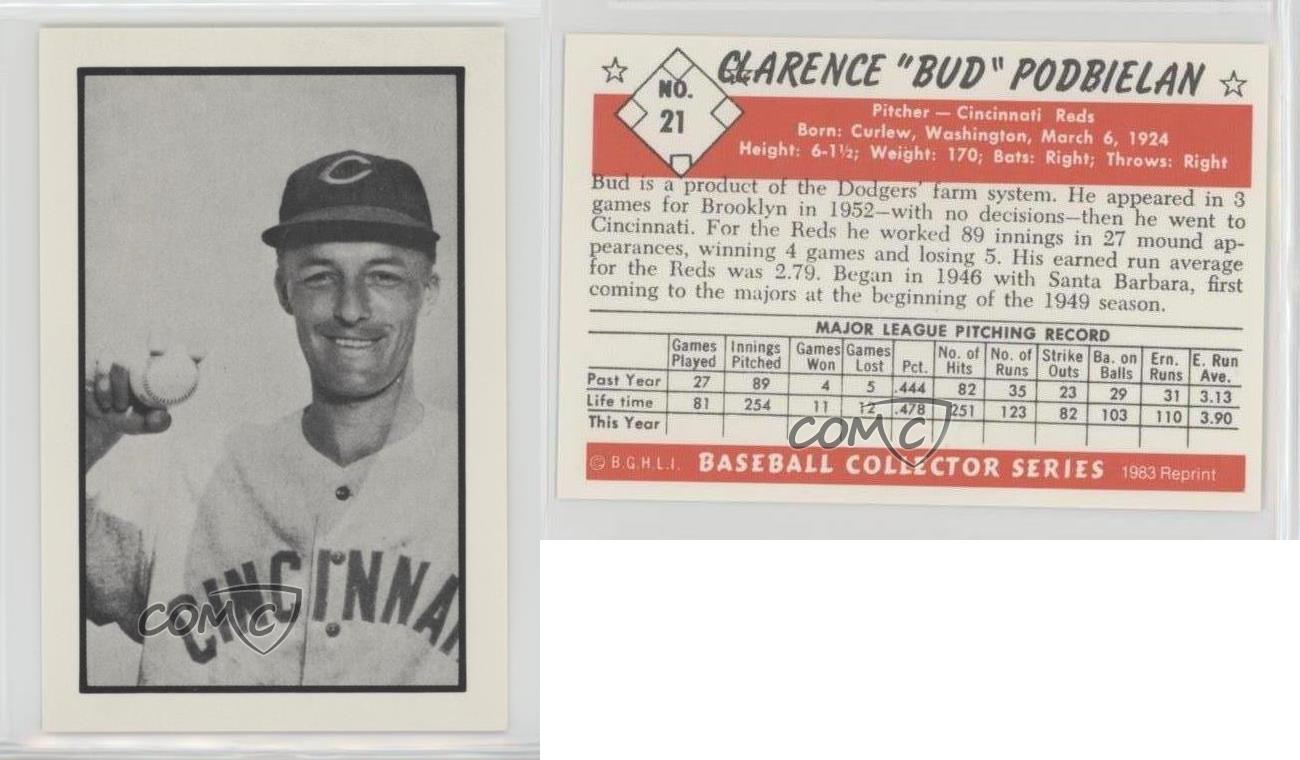 C
CINCINNA
COMC
CLARENCE "BUD" PODBIELAN
NO.
21
Pitcher — Cincinnati Reds
Born: Curlew, Washington, March 6, 1924
Height: 6-1½; Weight: 170; Bats: Right; Throws: Right
Bud is a product of the Dodgers' farm system. He appeared in 3
games for Brooklyn in 1952—with no decisions—then he went to
Cincinnati. For the Reds he worked 89 innings in 27 mound ap-
pearances, winning 4 games and losing 5. His earned run average
for the Reds was 2.79. Began in 1946 with Santa Barbara, first
coming to the majors at the beginning of the 1949 season.
MAJOR LEAGUE PITCHING RECORD
Games Played Innings Pitched Games Won Games Lost Pct. No. of Hits No. of Runs Strike Outs Ba. on Balls Ern. Runs E. Run Ave.
Past Year 27 89 4 5 .444 82 35 23 29 31 3.13
Life time 81 254 11 12 .478 251 123 82 103 110 3.90
This Year
COMC
© B.G.H.L.I. BASEBALL COLLECTOR SERIES 1983 Reprint